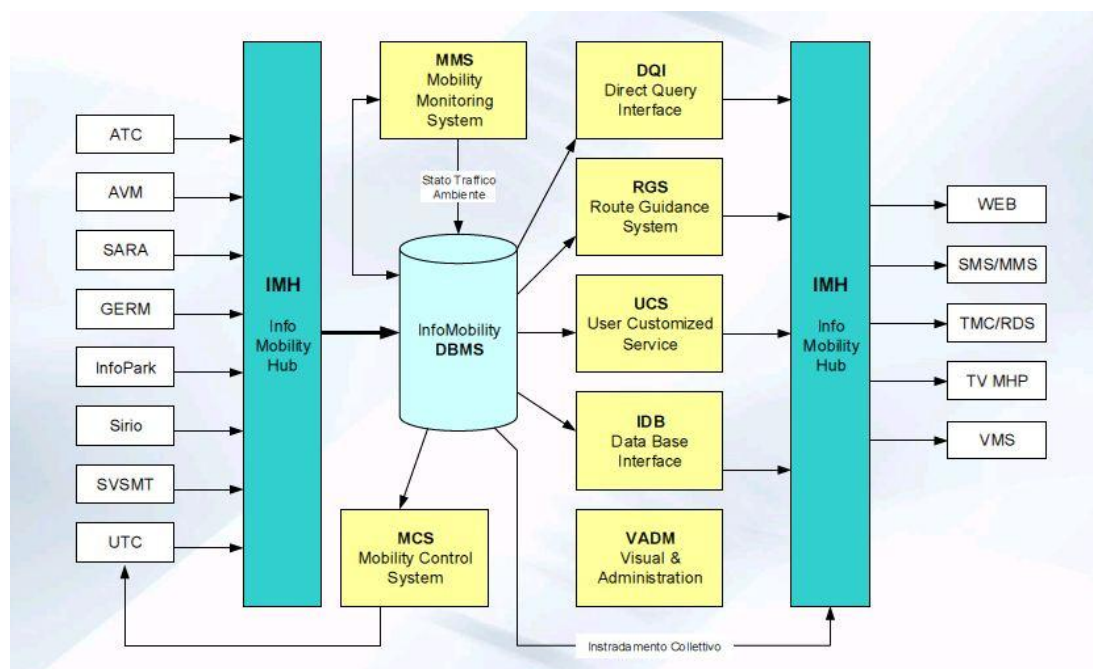 ATC
AVM
SARA
GERM
InfoPark
Sirio
SVSMT
UTC
IMH
Info
Mobility
Hub
MMS
Mobility
Monitoring
System
Stato Traffico
Ambiente
InfoMobility
DBMS
MCS
Mobility Control
System
DQI
Direct Query
Interface
RGS
Route Guidance
System
UCS
User Customized
Service
IDB
Data Base
Interface
VADM
Visual &
Administration
Instradamento Collettivo
IMH
Info
Mobility
Hub
WEB
SMS/MMS
TMC/RDS
TV MHP
VMS